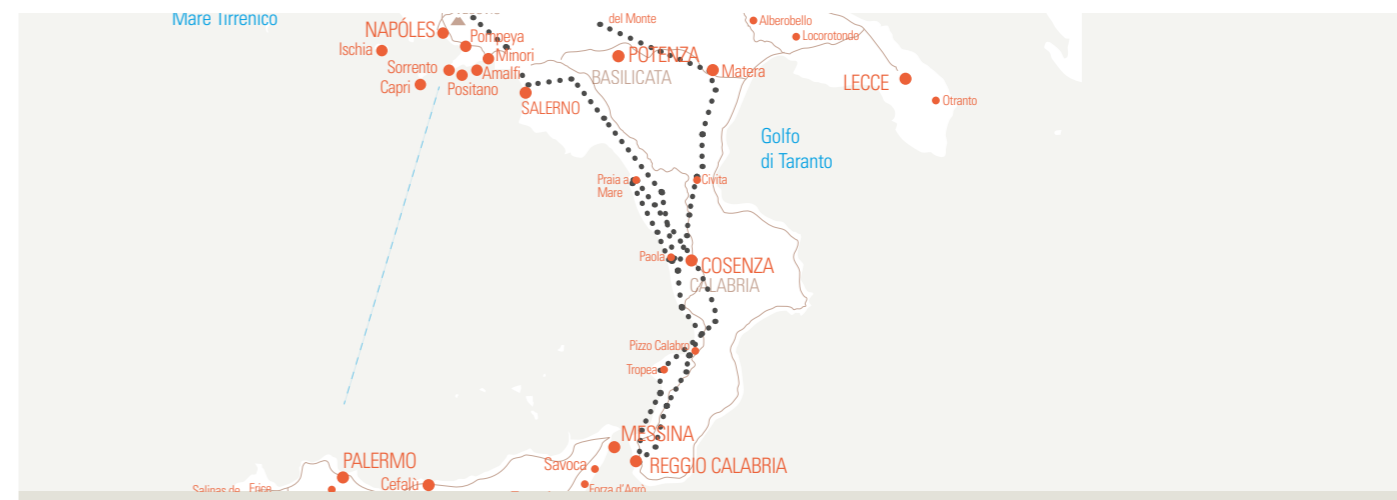 Mare Tirrenico
NAPÓLES
Pompeya
del Monte
Alberobello
Locorotondo
Ischia
Minori
POTENZA
Sorrento
Amalfi
BASILICATA
Matera
Capri
Positano
LECCE
SALERNO
Otranto
Golfo
di Taranto
Praia a
Mare
Civita
Paola
COSENZA
CALABRIA
Pizzo Calabro
Tropea
MESSINA
PALERMO
Savoca
REGGIO CALABRIA
Cefalù
Salinas de
Erice
Forza d'Agrò